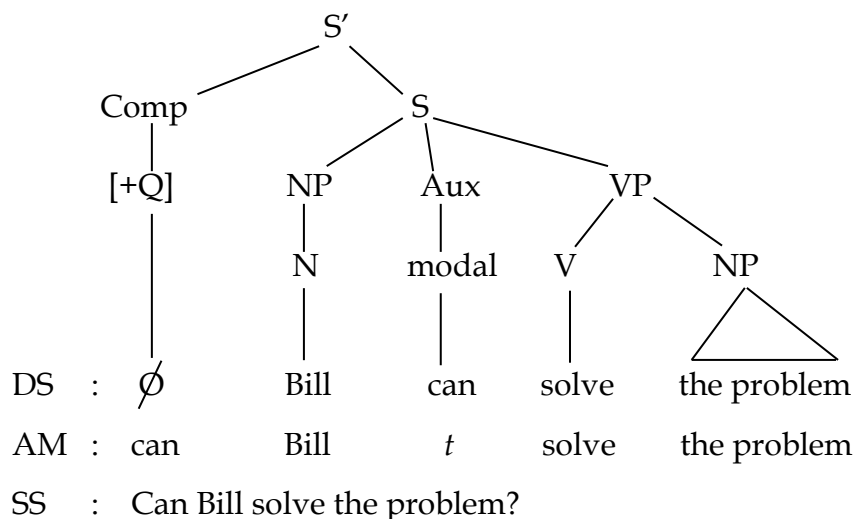 S′
Comp S
[+Q] NP Aux VP
N modal V NP
DS : Ø Bill can solve the problem
AM : can Bill t solve the problem
SS : Can Bill solve the problem?